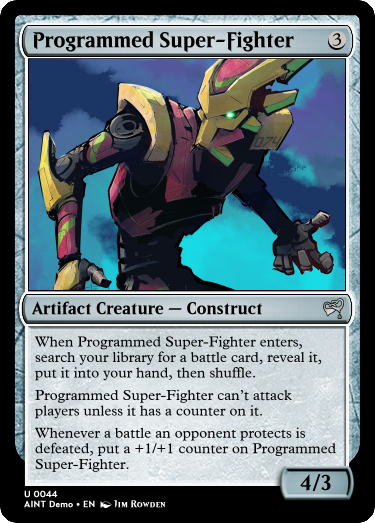 Programmed Super-Fighter 3
074
Artifact Creature — Construct
When Programmed Super-Fighter enters,
search your library for a battle card, reveal it,
put it into your hand, then shuffle.
Programmed Super-Fighter can't attack
players unless it has a counter on it.
Whenever a battle an opponent protects is
defeated, put a +1/+1 counter on Programmed
Super-Fighter.
4/3
U 0044
AINT Demo • EN Jim Rowden